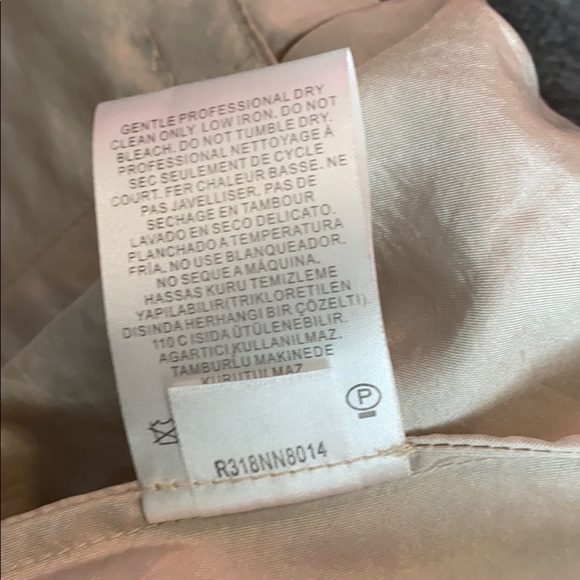 GENTLE PROFESSIONAL DRY
CLEAN ONLY LOW IRON. DO NOT
BLEACH. DO NOT TUMBLE DRY.
PROFESSIONAL NETTOYAGE À
SEC SEULEMENT DE CYCLE
COURT. FER CHALEUR BASSE. NE
PAS JAVELLISER. PAS DE
SECHAGE EN TAMBOUR
LAVADO EN SECO DELICATO.
PLANCHADO A TEMPERATURA
FRÍA. NO USE BLANQUEADOR.
NO SEQUE A MÁQUINA.
HASSAS KURU TEMIZLEME
YAPILABILIR(TRIKLORETILEN
DISINDA HERHANGI BIR ÇÖZELTI).
110 C ISIDA ÜTÜLENEBILIR.
AGARTICI KULLANILMAZ.
TAMBURLU MAKINEDE
KURUTULMAZ
P
R318NN8014